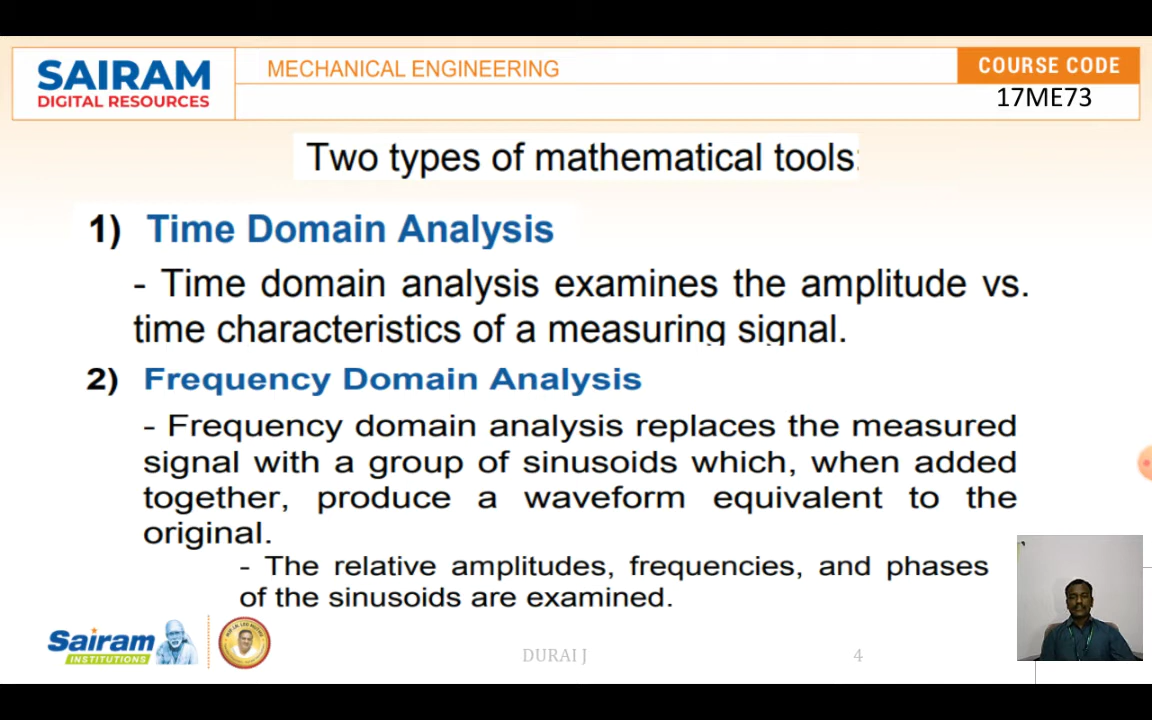 SAIRAM
DIGITAL RESOURCES
MECHANICAL ENGINEERING
COURSE CODE
17ME73
Two types of mathematical tools:
1) Time Domain Analysis
- Time domain analysis examines the amplitude vs.
time characteristics of a measuring signal.
2) Frequency Domain Analysis
- Frequency domain analysis replaces the measured
signal with a group of sinusoids which, when added
together, produce a waveform equivalent to the
original.
- The relative amplitudes, frequencies, and phases
of the sinusoids are examined.
Sairam
INSTITUTIONS
DURAI J
4